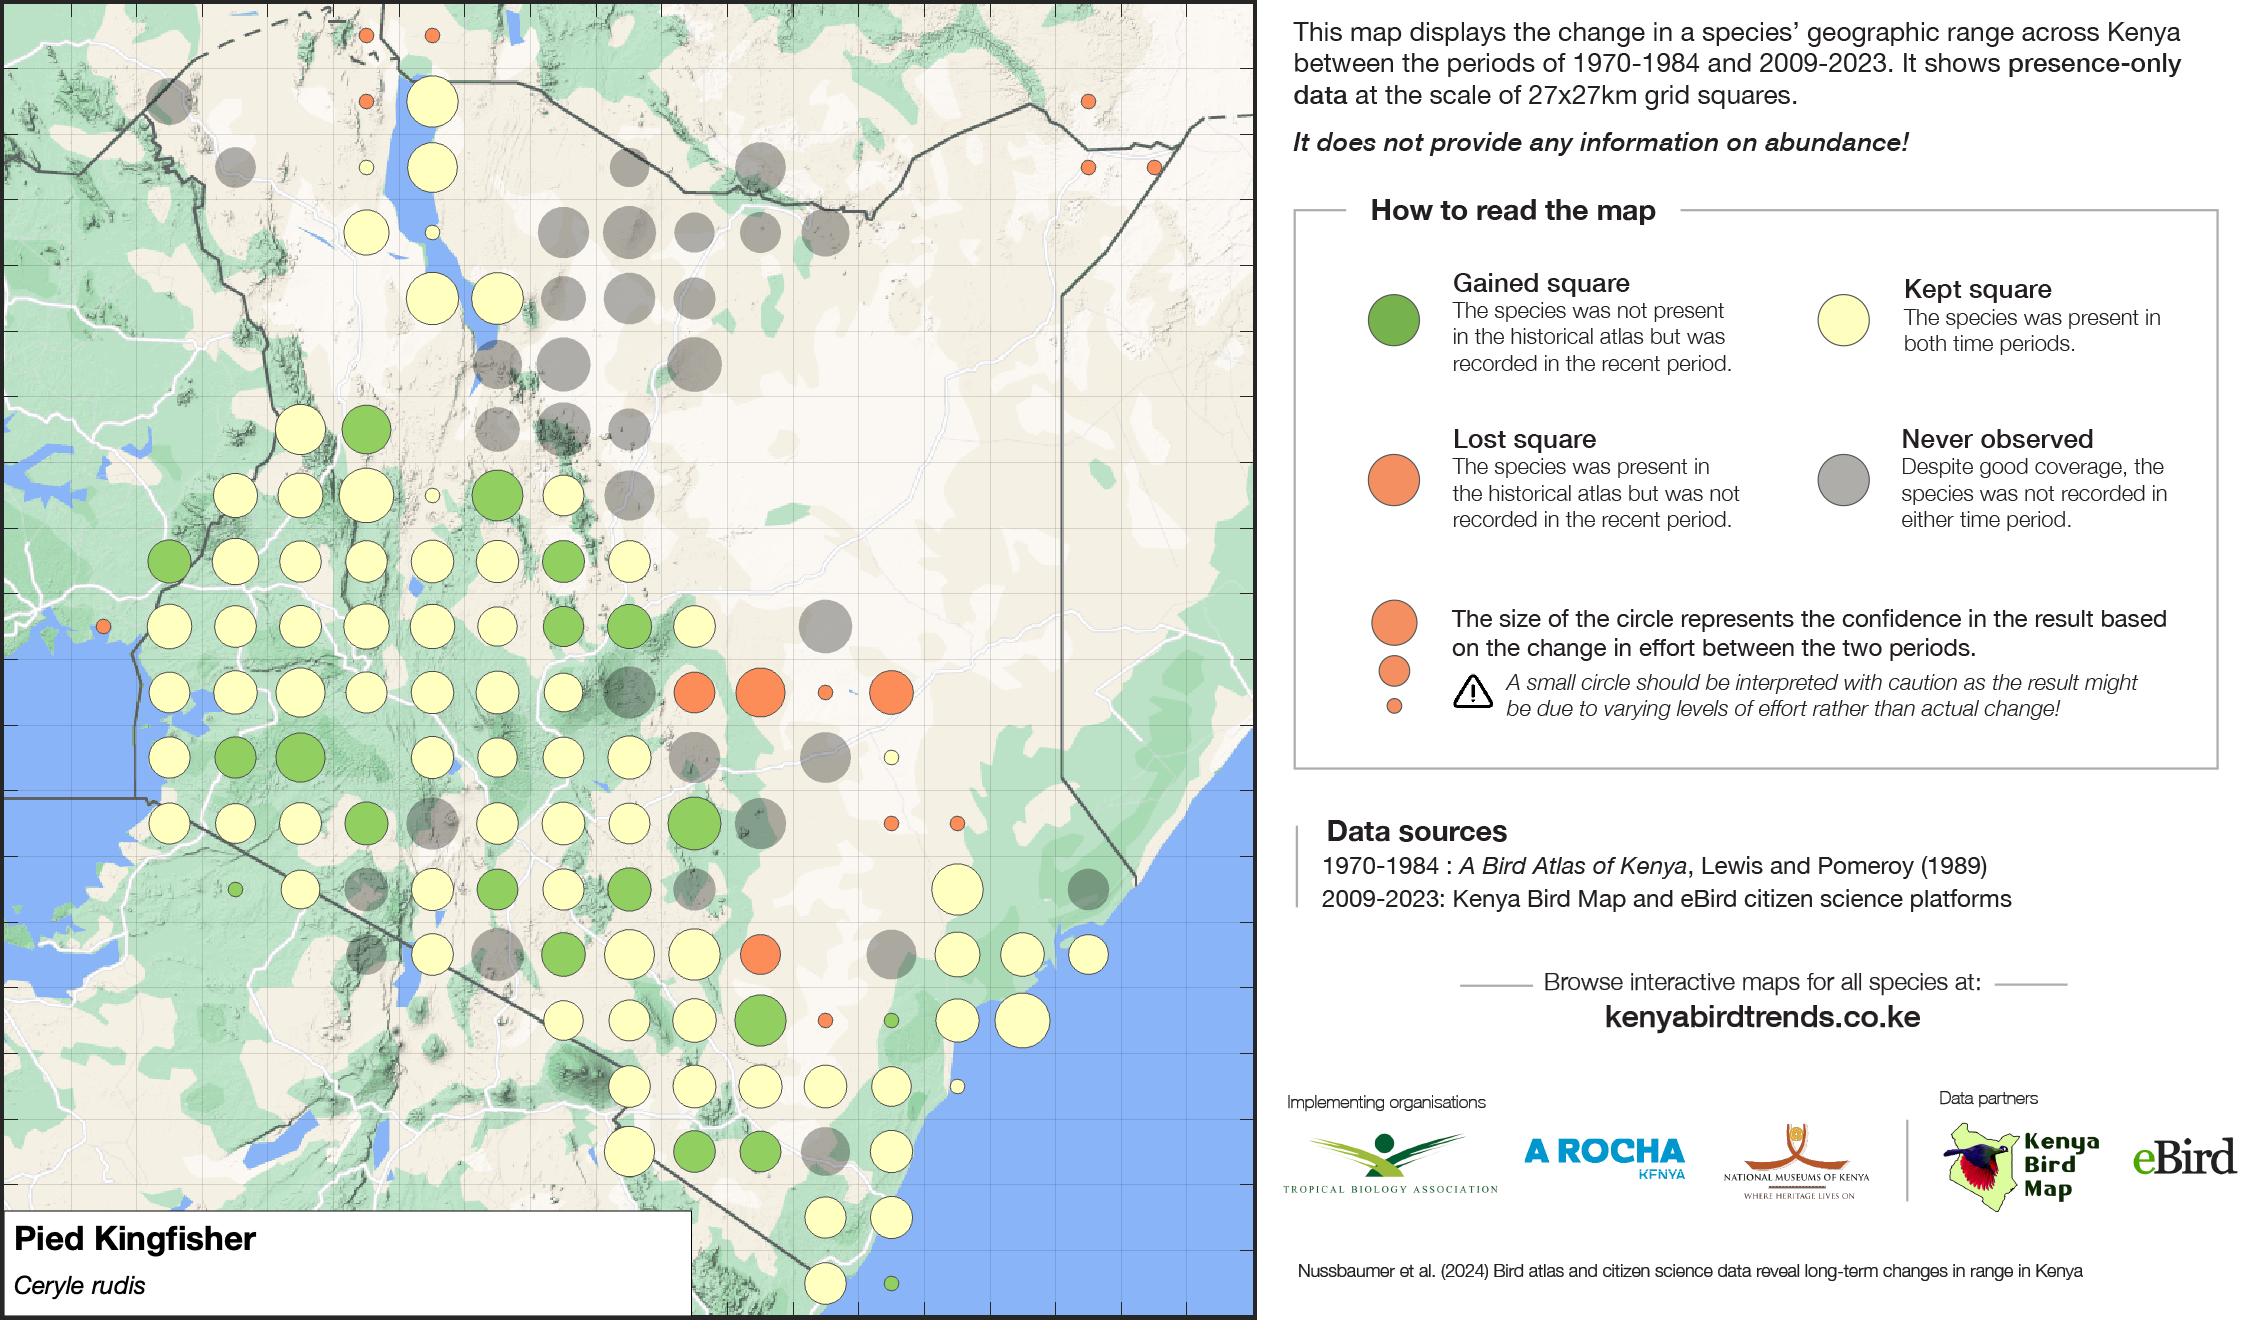 This map displays the change in a species’ geographic range across Kenya
between the periods of 1970-1984 and 2009-2023. It shows presence-only
data at the scale of 27x27km grid squares.
It does not provide any information on abundance!
How to read the map
Gained square
The species was not present
in the historical atlas but was
recorded in the recent period.
Kept square
The species was present in
both time periods.
Lost square
The species was present in
the historical atlas but was not
recorded in the recent period.
Never observed
Despite good coverage, the
species was not recorded in
either time period.
The size of the circle represents the confidence in the result based
on the change in effort between the two periods.
A small circle should be interpreted with caution as the result might
be due to varying levels of effort rather than actual change!
Data sources
1970-1984 : A Bird Atlas of Kenya, Lewis and Pomeroy (1989)
2009-2023: Kenya Bird Map and eBird citizen science platforms
Browse interactive maps for all species at:
kenyabirdtrends.co.ke
Implementing organisations
Data partners
TROPICAL BIOLOGY ASSOCIATION
A ROCHA
KENYA
NATIONAL MUSEUMS OF KENYA
WHERE HERITAGE LIVES ON
Kenya
Bird
Map
eBird
Nussbaumer et al. (2024) Bird atlas and citizen science data reveal long-term changes in range in Kenya
Pied Kingfisher
Ceryle rudis